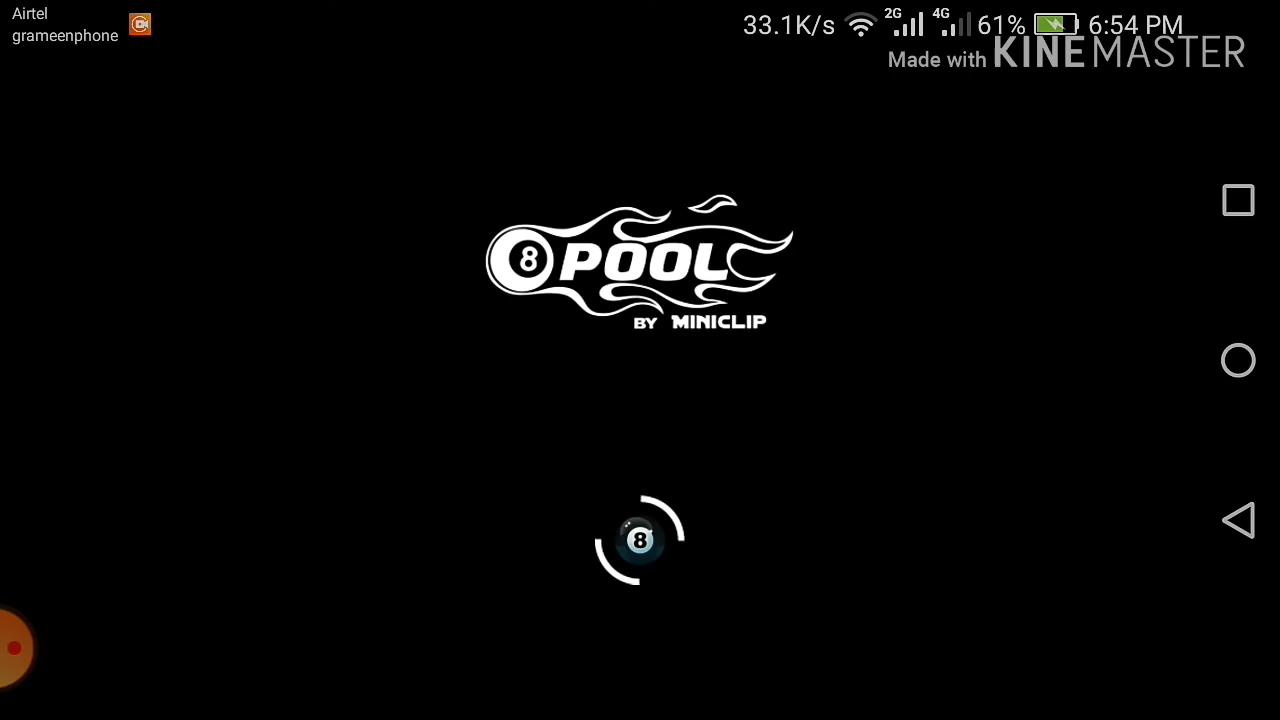 Airtel
grameenphone
33.1K/s 2G 4G 61% 6:54 PM
Made with KINEMASTER
8 POOL
BY MINICLIP
8